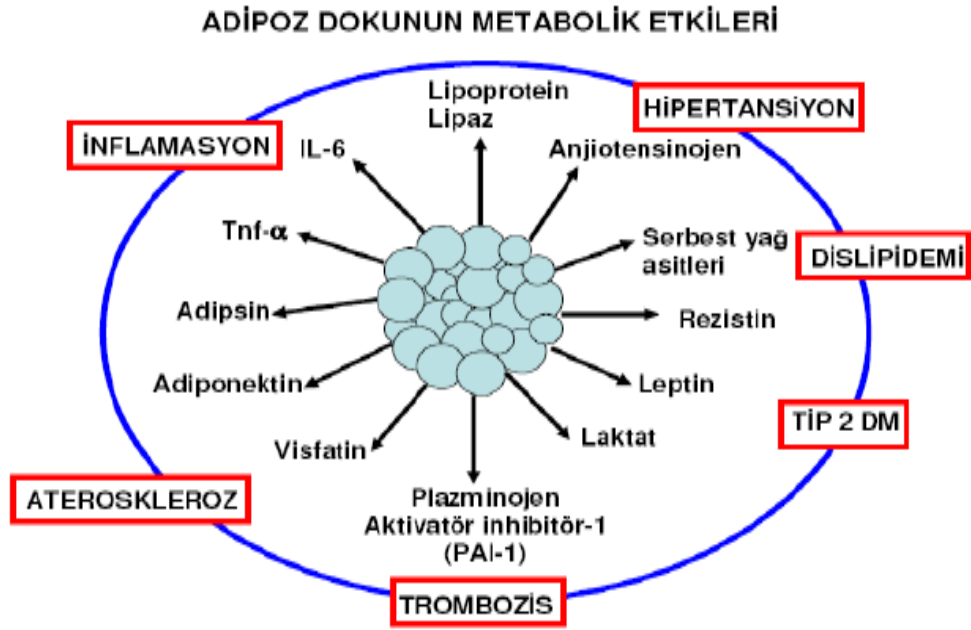 ADİPOZ DOKUNUN METABOLİK ETKİLERİ
Lipoprotein
Lipaz
HİPERTANSİYON
İNFLAMASYON
IL-6
Anjiotensinojen
Tnf-α
Serbest yağ
asitleri
DİSLİPİDEMİ
Adipsin
Rezistin
Adiponektin
Leptin
TİP 2 DM
Visfatin
Laktat
ATEROSKLEROZ
Plazminojen
Aktivatör inhibitör-1
(PAI-1)
TROMBOZİS